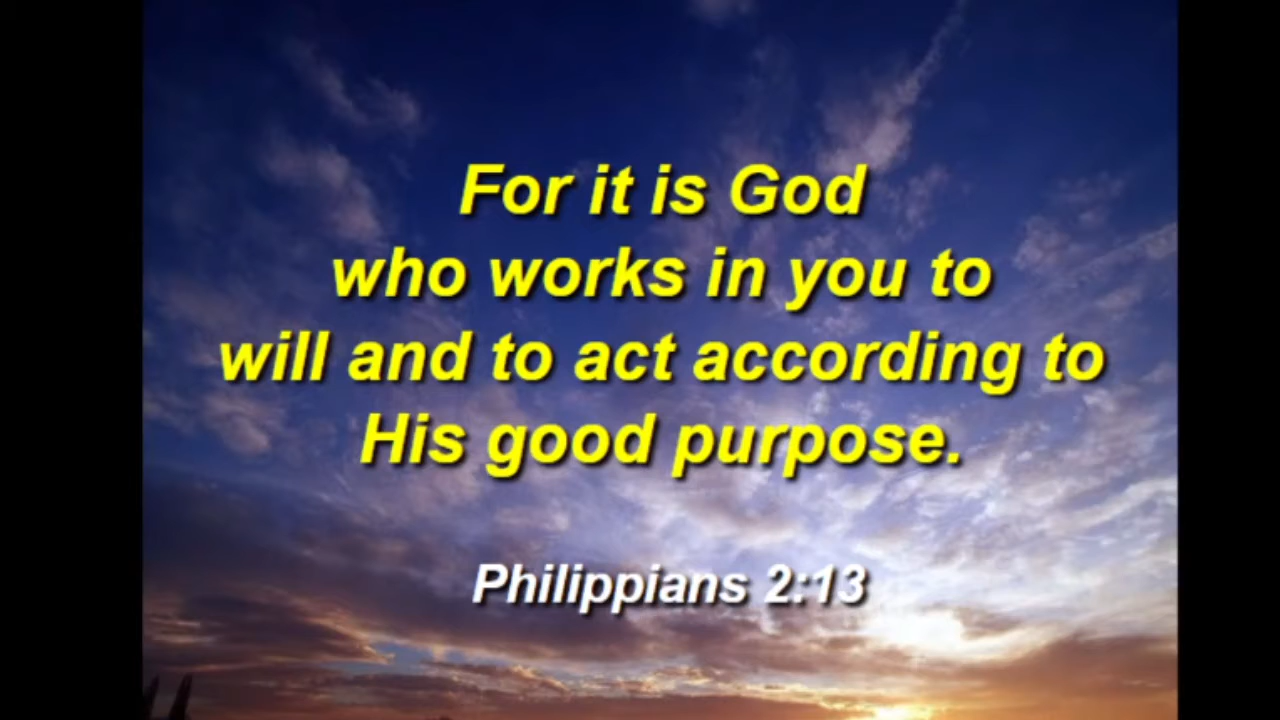 For it is God
who works in you to
will and to act according to
His good purpose.
Philippians 2:13